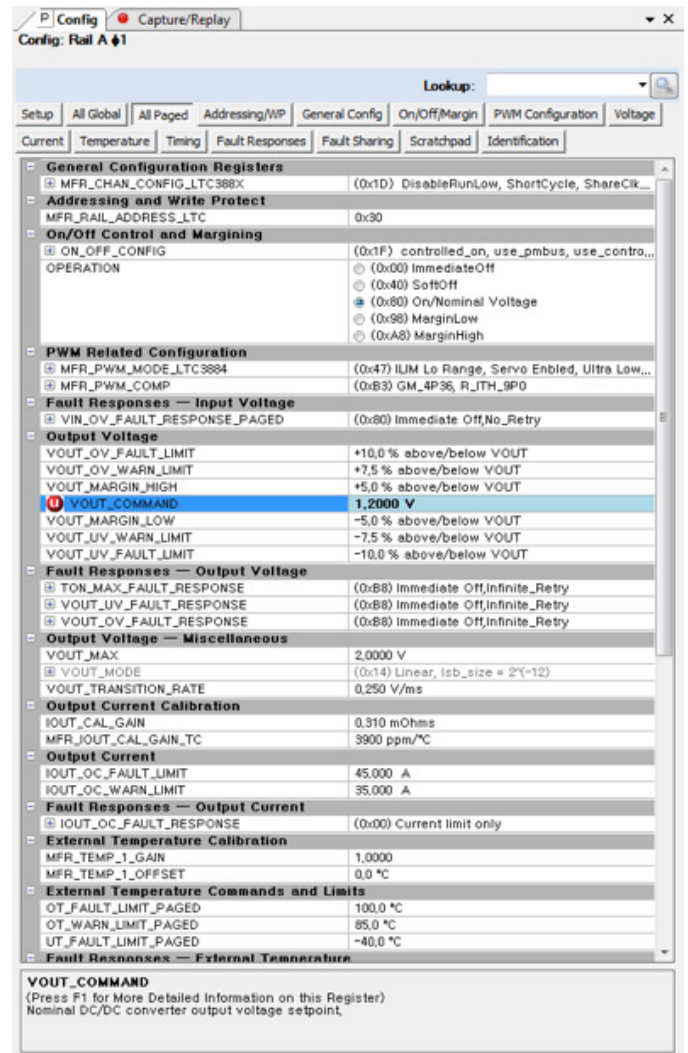 P Config Capture/Replay
Config: Rail A ♦1
Lookup:
Setup All Global All Paged Addressing/WP General Config On/Off/Margin PWM Configuration Voltage
Current Temperature Timing Fault Responses Fault Sharing Scratchpad Identification
General Configuration Registers
MFR_CHAN_CONFIG_LTC388X (0x1D) DisableRunLow, ShortCycle, ShareClk_
Addressing and Write Protect
MFR_RAIL_ADDRESS_LTC 0x30
On/Off Control and Margining
ON_OFF_CONFIG (0x1F) controlled_on, use_pmbus, use_contro...
OPERATION (0x00) ImmediateOff
(0x40) SoftOff
(0x80) On/Nominal Voltage
(0x98) MarginLow
(0xA8) MarginHigh
PWM Related Configuration
MFR_PWM_MODE_LTC3884 (0x47) ILIM Lo Range, Servo Enbled, Ultra Low...
MFR_PWM_COMP (0xB3) GM_4P36, R_ITH_9P0
Fault Responses — Input Voltage
VIN_OV_FAULT_RESPONSE_PAGED (0x80) Immediate Off,No_Retry
Output Voltage
VOUT_OV_FAULT_LIMIT +10,0 % above/below VOUT
VOUT_OV_WARN_LIMIT +7,5 % above/below VOUT
VOUT_MARGIN_HIGH +5,0 % above/below VOUT
U VOUT_COMMAND 1,2000 V
VOUT_MARGIN_LOW -5,0 % above/below VOUT
VOUT_UV_WARN_LIMIT -7,5 % above/below VOUT
VOUT_UV_FAULT_LIMIT -10,0 % above/below VOUT
Fault Responses — Output Voltage
TON_MAX_FAULT_RESPONSE (0xB8) Immediate Off,Infinite_Retry
VOUT_UV_FAULT_RESPONSE (0xB8) Immediate Off,Infinite_Retry
VOUT_OV_FAULT_RESPONSE (0xB8) Immediate Off,Infinite_Retry
Output Voltage — Miscellaneous
VOUT_MAX 2,0000 V
VOUT_MODE (0x14) Linear, lsb_size = 2^(-12)
VOUT_TRANSITION_RATE 0,250 V/ms
Output Current Calibration
IOUT_CAL_GAIN 0,310 mOhms
MFR_IOUT_CAL_GAIN_TC 3900 ppm/°C
Output Current
IOUT_OC_FAULT_LIMIT 45,000 A
IOUT_OC_WARN_LIMIT 35,000 A
Fault Responses — Output Current
IOUT_OC_FAULT_RESPONSE (0x00) Current limit only
External Temperature Calibration
MFR_TEMP_1_GAIN 1,0000
MFR_TEMP_1_OFFSET 0,0 °C
External Temperature Commands and Limits
OT_FAULT_LIMIT_PAGED 100,0 °C
OT_WARN_LIMIT_PAGED 85,0 °C
UT_FAULT_LIMIT_PAGED -40,0 °C
Fault Responses — External Temperature
VOUT_COMMAND
(Press F1 for More Detailed Information on this Register)
Nominal DC/DC converter output voltage setpoint,